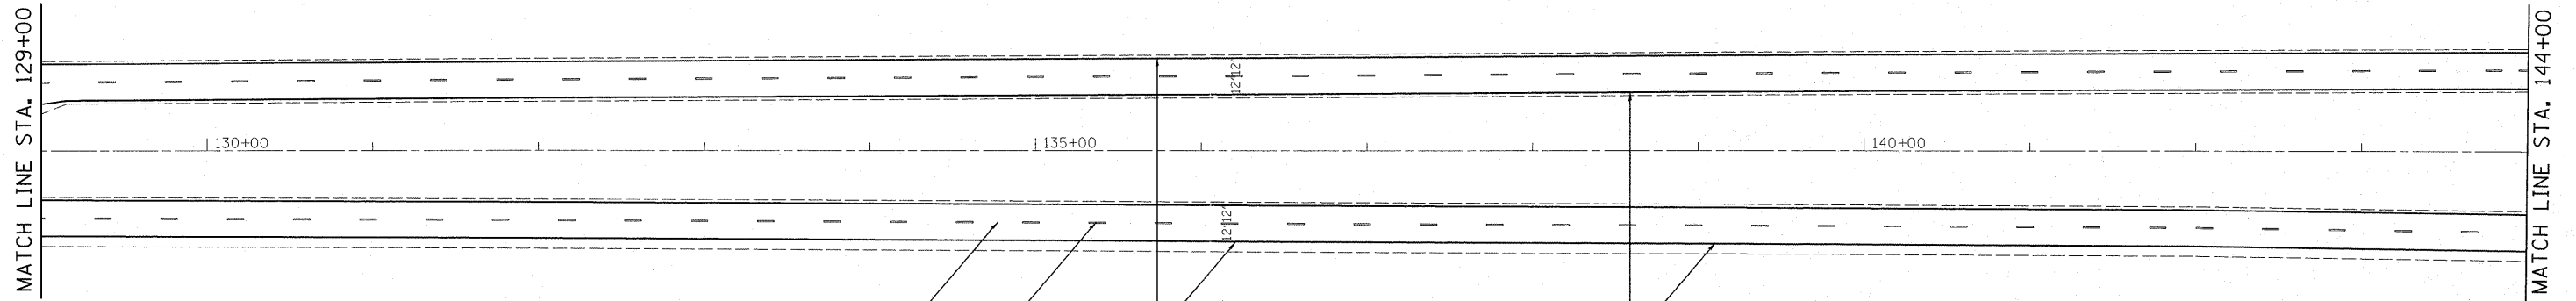 MATCH LINE STA. 129+00
12' 12'
130+00
135+00
140+00
12' 12'
MATCH LINE STA. 144+00